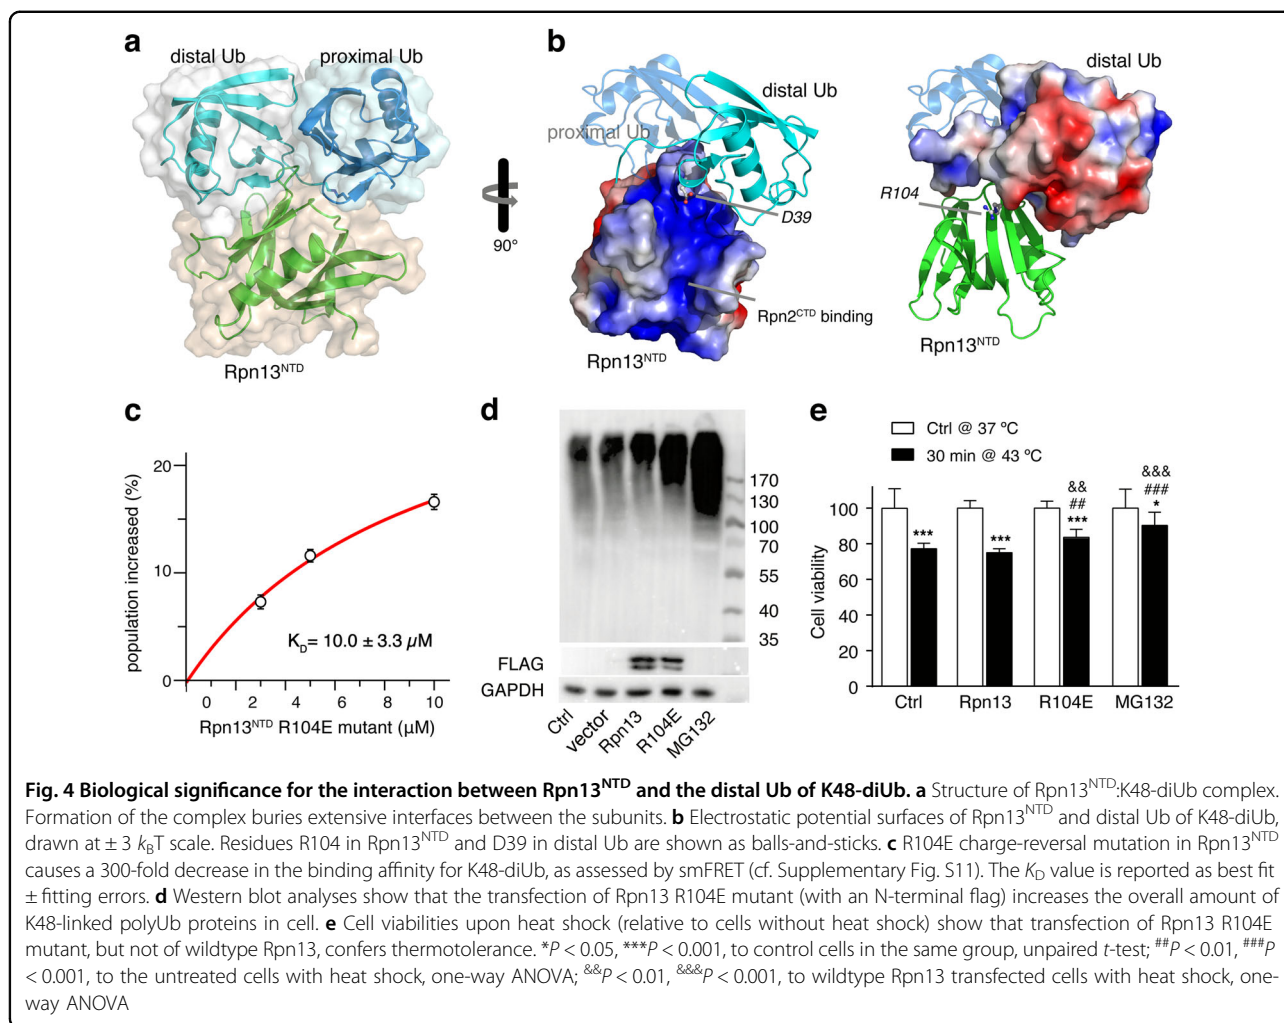 a
distal Ub
proximal Ub
Rpn13NTD
90°
b
proximal Ub
distal Ub
D39
Rpn2CTD binding
Rpn13NTD
distal Ub
R104
Rpn13NTD
c
population increased (%)
20
10
0
0 2 4 6 8 10
KD= 10.0 ± 3.3 µM
Rpn13NTD R104E mutant (µM)
d
170
130
100
70
55
40
35
FLAG
GAPDH
Ctrl
vector
Rpn13
R104E
MG132
e
Ctrl @ 37 ºC
30 min @ 43 ºC
Cell viability
100
80
60
40
20
0
***
***
&&
##
***
&&&
###
*
Ctrl Rpn13 R104E MG132
Fig. 4 Biological significance for the interaction between Rpn13NTD and the distal Ub of K48-diUb. a Structure of Rpn13NTD:K48-diUb complex.
Formation of the complex buries extensive interfaces between the subunits. b Electrostatic potential surfaces of Rpn13NTD and distal Ub of K48-diUb,
drawn at ± 3 kBT scale. Residues R104 in Rpn13NTD and D39 in distal Ub are shown as balls-and-sticks. c R104E charge-reversal mutation in Rpn13NTD
causes a 300-fold decrease in the binding affinity for K48-diUb, as assessed by smFRET (cf. Supplementary Fig. S11). The KD value is reported as best fit
± fitting errors. d Western blot analyses show that the transfection of Rpn13 R104E mutant (with an N-terminal flag) increases the overall amount of
K48-linked polyUb proteins in cell. e Cell viabilities upon heat shock (relative to cells without heat shock) show that transfection of Rpn13 R104E
mutant, but not of wildtype Rpn13, confers thermotolerance. *P < 0.05, ***P < 0.001, to control cells in the same group, unpaired t-test; ##P < 0.01, ###P
< 0.001, to the untreated cells with heat shock, one-way ANOVA; &&P < 0.01, &&&P < 0.001, to wildtype Rpn13 transfected cells with heat shock, one-
way ANOVA